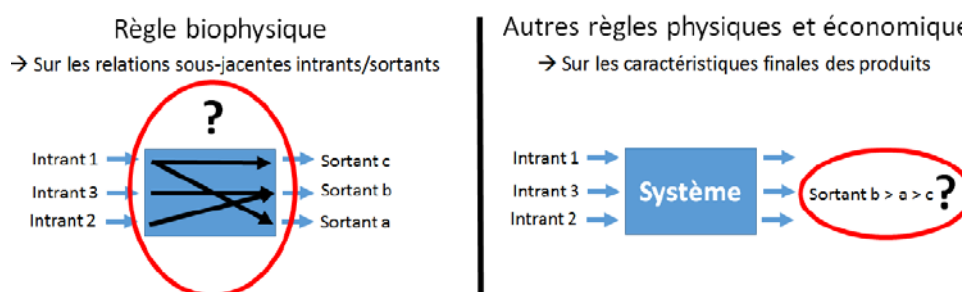 Règle biophysique
→ Sur les relations sous-jacentes intrants/sortants
?
Intrant 1
Intrant 3
Intrant 2
Sortant c
Sortant b
Sortant a
Autres règles physiques et économique
→ Sur les caractéristiques finales des produits
Intrant 1
Intrant 3
Intrant 2
Système
Sortant b > a > c ?